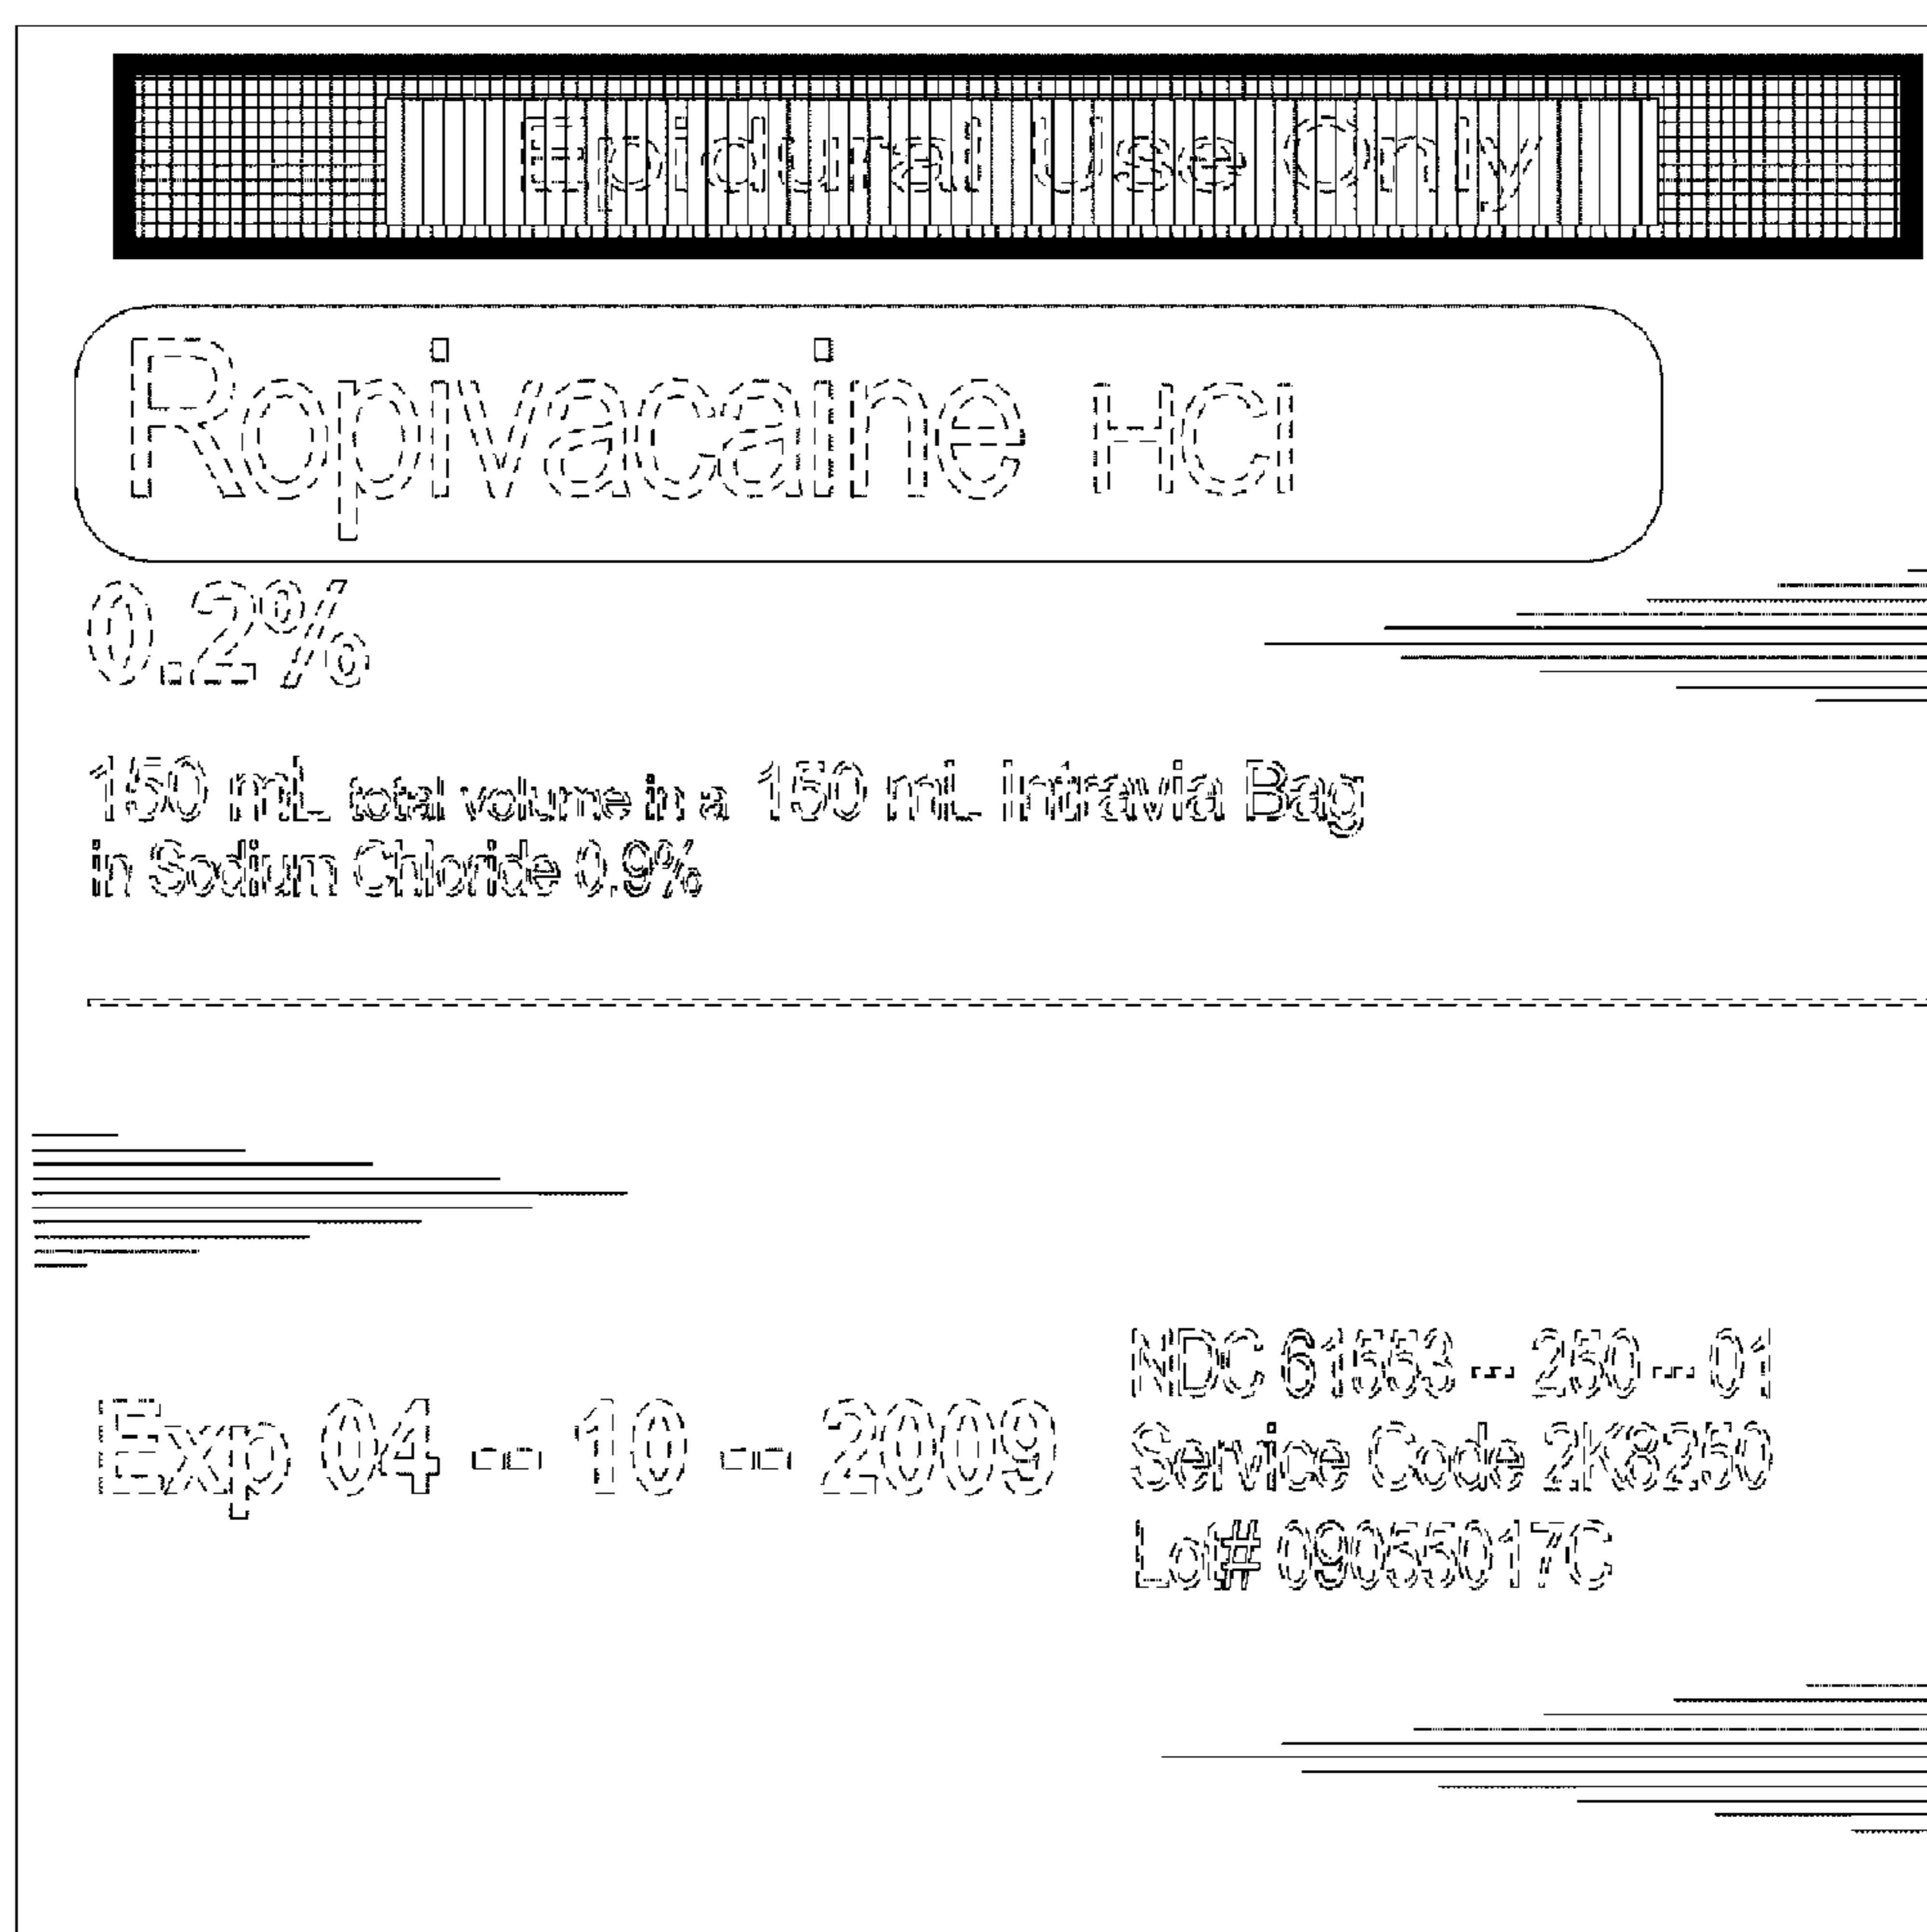 Epidural Use Only
Ropivacaine HCl
0.2%
150 mL total volume in a 150 mL Intravia Bag
in Sodium Chloride 0.9%
NDC 61553 -- 250 -- 01
Exp 04 -- 10 -- 2009
Service Code 2K8250
Lot# 09055017C